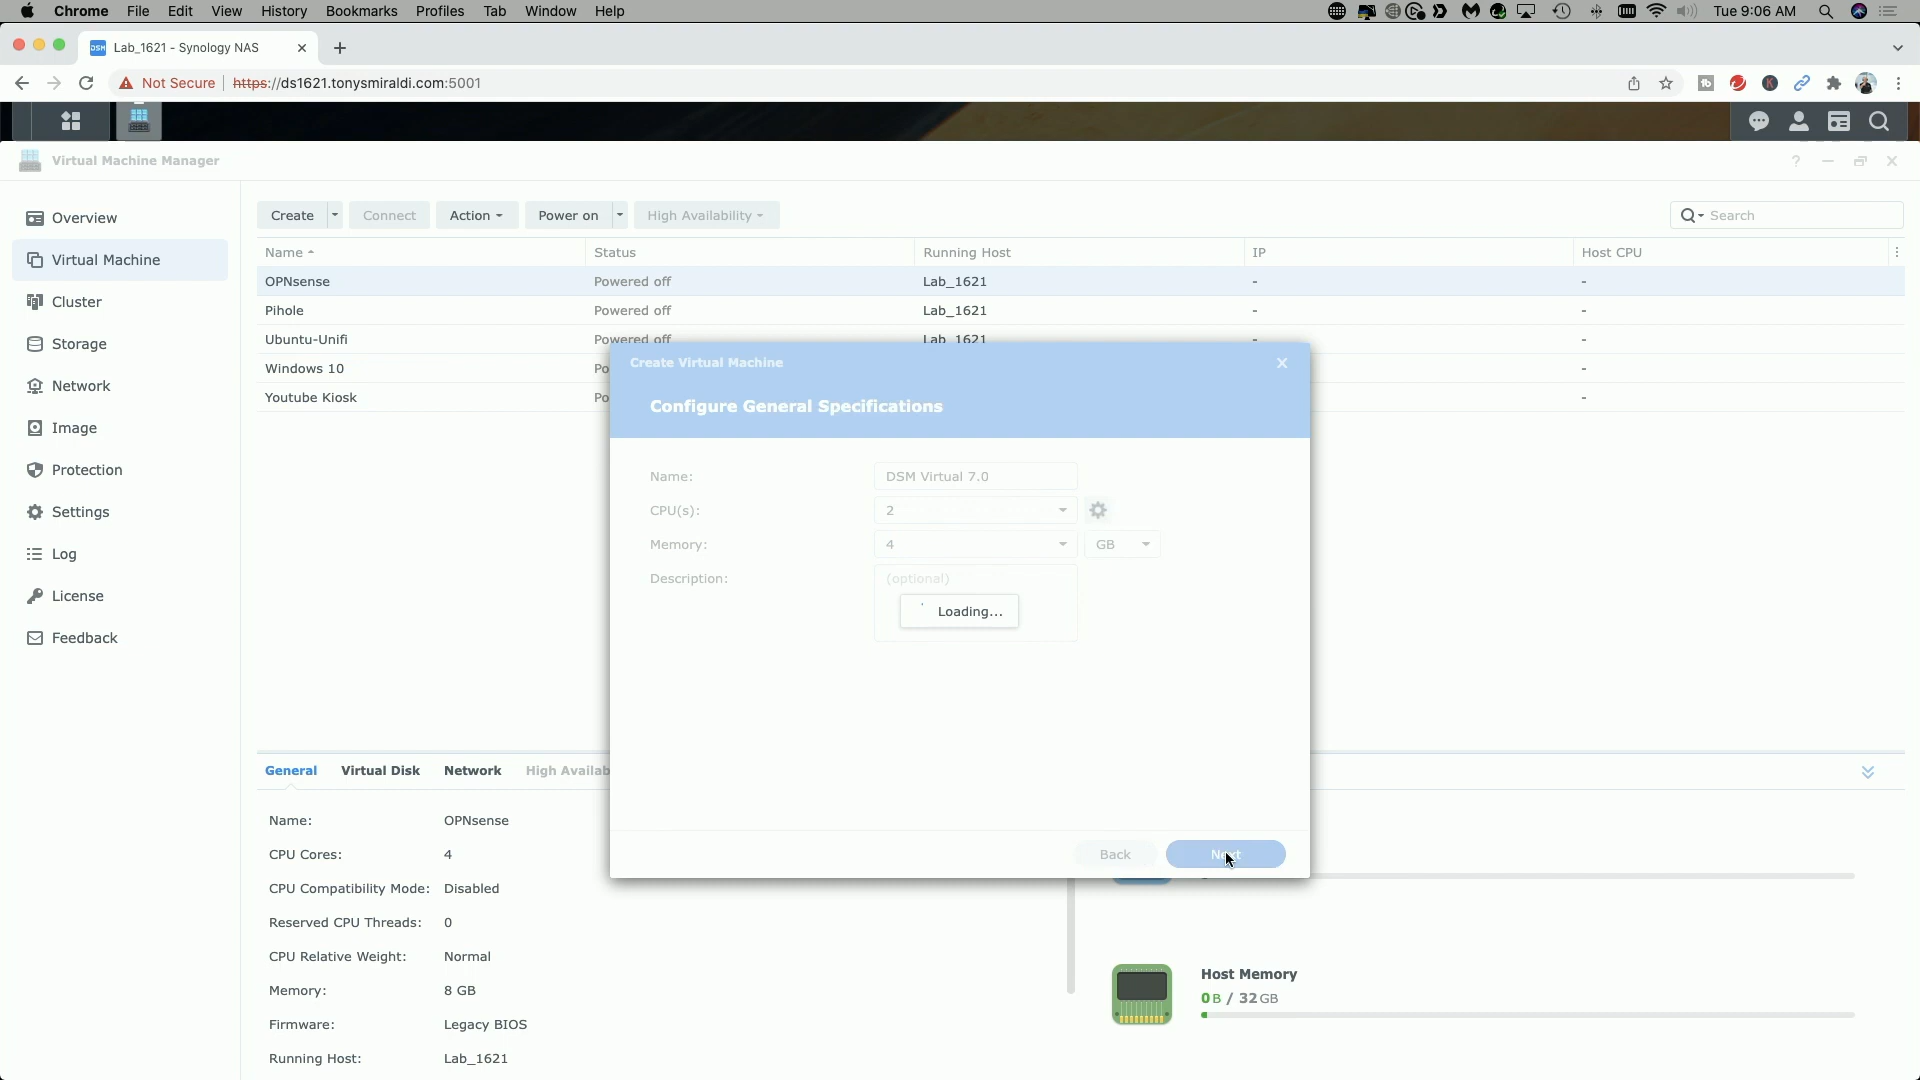 Chrome File Edit View History Bookmarks Profiles Tab Window Help Tue 9:06 AM
DSM Lab_1621 - Synology NAS
Not Secure https://ds1621.tonysmiraldi.com:5001
Virtual Machine Manager
Overview
Virtual Machine
Cluster
Storage
Network
Image
Protection
Settings
Log
License
Feedback
Create Connect Action Power on High Availability Search
Name Status Running Host IP Host CPU
OPNsense Powered off Lab_1621 - -
Pihole Powered off Lab_1621 - -
Ubuntu-Unifi Powered off Lab_1621 - -
Windows 10 Po -
Youtube Kiosk Po -
Create Virtual Machine
Configure General Specifications
Name: DSM Virtual 7.0
CPU(s): 2
Memory: 4 GB
Description: (optional)
Loading...
Back Next
General Virtual Disk Network High Availab
Name: OPNsense
CPU Cores: 4
CPU Compatibility Mode: Disabled
Reserved CPU Threads: 0
CPU Relative Weight: Normal
Memory: 8 GB
Firmware: Legacy BIOS
Running Host: Lab_1621
Host Memory
0 B / 32 GB